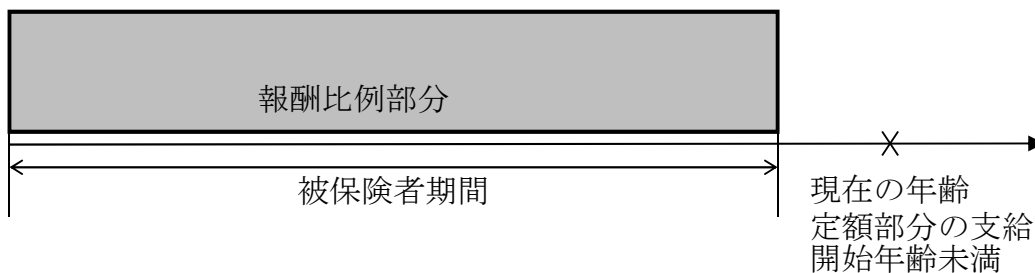 報酬比例部分
被保険者期間
現在の年齢
定額部分の支給
開始年齢未満